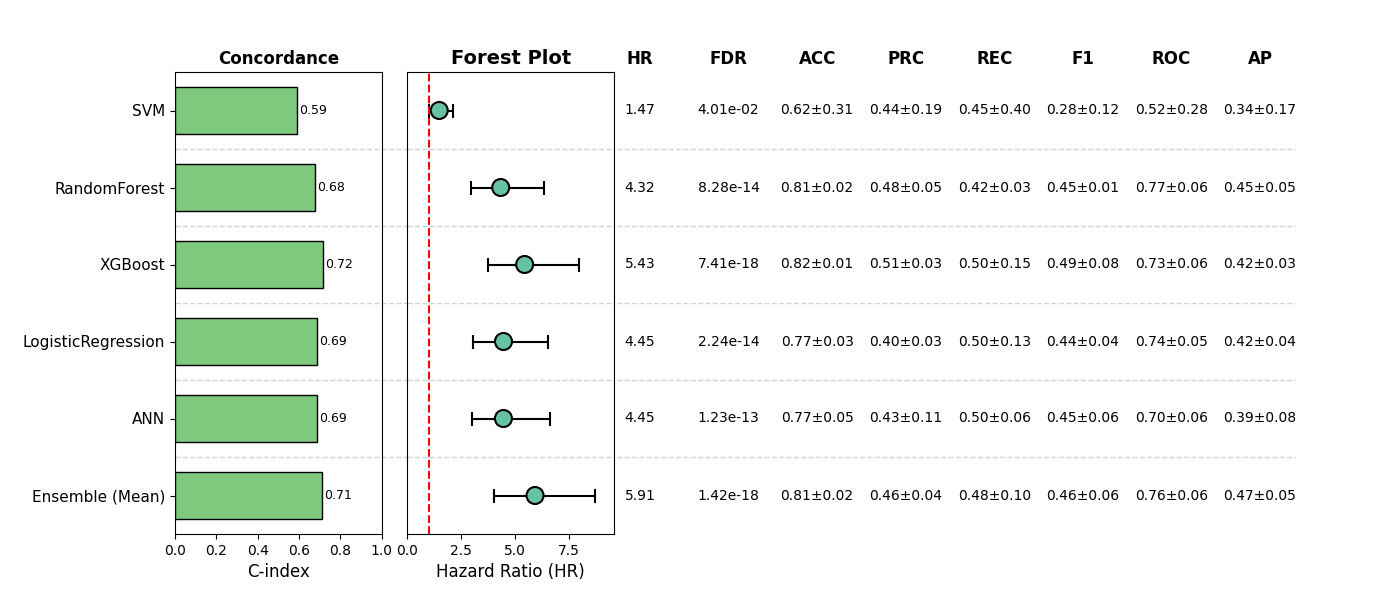 Concordance Forest Plot HR FDR ACC PRC REC F1 ROC AP
SVM 0.59 1.47 4.01e-02 0.62±0.31 0.44±0.19 0.45±0.40 0.28±0.12 0.52±0.28 0.34±0.17
RandomForest 0.68 4.32 8.28e-14 0.81±0.02 0.48±0.05 0.42±0.03 0.45±0.01 0.77±0.06 0.45±0.05
XGBoost 0.72 5.43 7.41e-18 0.82±0.01 0.51±0.03 0.50±0.15 0.49±0.08 0.73±0.06 0.42±0.03
LogisticRegression 0.69 4.45 2.24e-14 0.77±0.03 0.40±0.03 0.50±0.13 0.44±0.04 0.74±0.05 0.42±0.04
ANN 0.69 4.45 1.23e-13 0.77±0.05 0.43±0.11 0.50±0.06 0.45±0.06 0.70±0.06 0.39±0.08
Ensemble (Mean) 0.71 5.91 1.42e-18 0.81±0.02 0.46±0.04 0.48±0.10 0.46±0.06 0.76±0.06 0.47±0.05
0.0 0.2 0.4 0.6 0.8 1.0 0.0 2.5 5.0 7.5
C-index Hazard Ratio (HR)